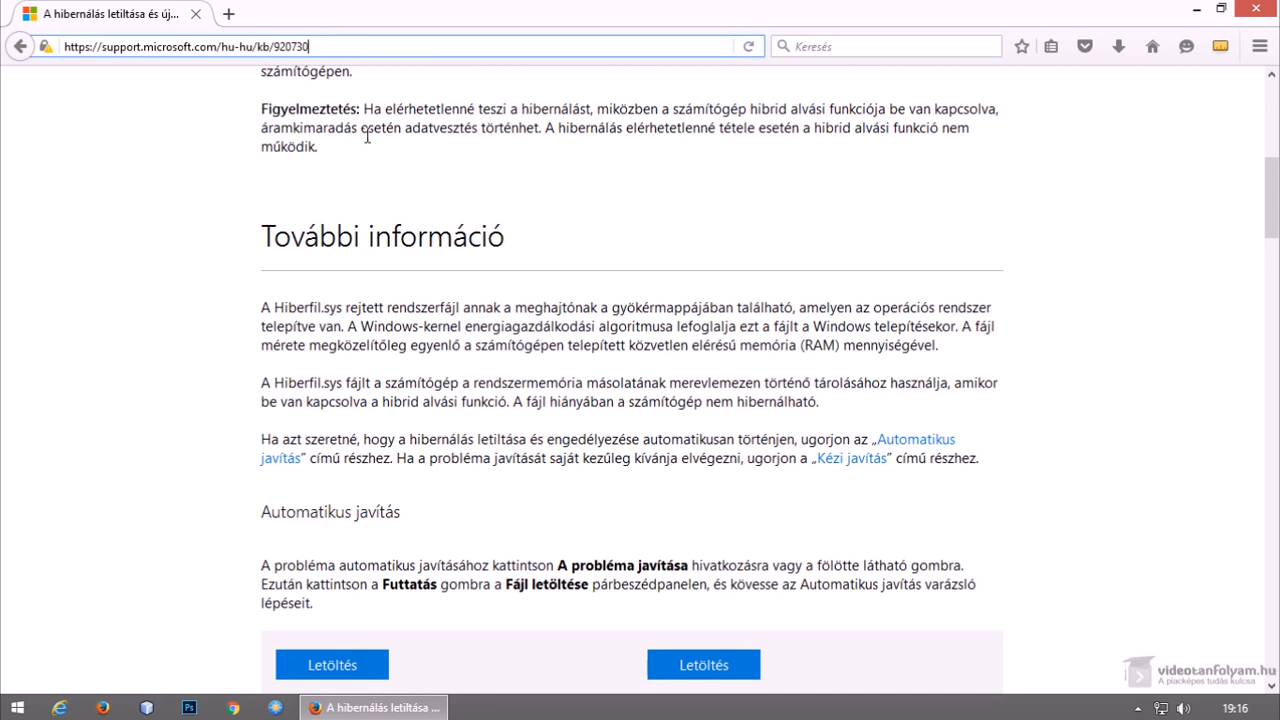 A hibernálás letiltása és új...
https://support.microsoft.com/hu-hu/kb/920730
Keresés
számítógépen.
Figyelmeztetés: Ha elérhetetlenné teszi a hibernálást, miközben a számítógép hibrid alvási funkciója be van kapcsolva,
áramkimaradás esetén adatvesztés történhet. A hibernálás elérhetetlenné tétele esetén a hibrid alvási funkció nem
működik.
További információ
A Hiberfil.sys rejtett rendszerfájl annak a meghajtónak a gyökérmappájában található, amelyen az operációs rendszer
telepítve van. A Windows-kernel energiagazdálkodási algoritmusa lefoglalja ezt a fájlt a Windows telepítésekor. A fájl
mérete megközelítőleg egyenlő a számítógépen telepített közvetlen elérésű memória (RAM) mennyiségével.
A Hiberfil.sys fájlt a számítógép a rendszermemória másolatának merevlemezen történő tárolásához használja, amikor
be van kapcsolva a hibrid alvási funkció. A fájl hiányában a számítógép nem hibernálható.
Ha azt szeretné, hogy a hibernálás letiltása és engedélyezése automatikusan történjen, ugorjon az „Automatikus
javítás” című részhez. Ha a probléma javítását saját kezűleg kívánja elvégezni, ugorjon a „Kézi javítás” című részhez.
Automatikus javítás
A probléma automatikus javításához kattintson A probléma javítása hivatkozásra vagy a fölötte látható gombra.
Ezután kattintson a Futtatás gombra a Fájl letöltése párbeszédpanelen, és kövesse az Automatikus javítás varázsló
lépéseit.
Letöltés
Letöltés
videotanfolyam.hu
A piacképes tudás kulcsa
Ps
A hibernálás letiltása ...
19:16